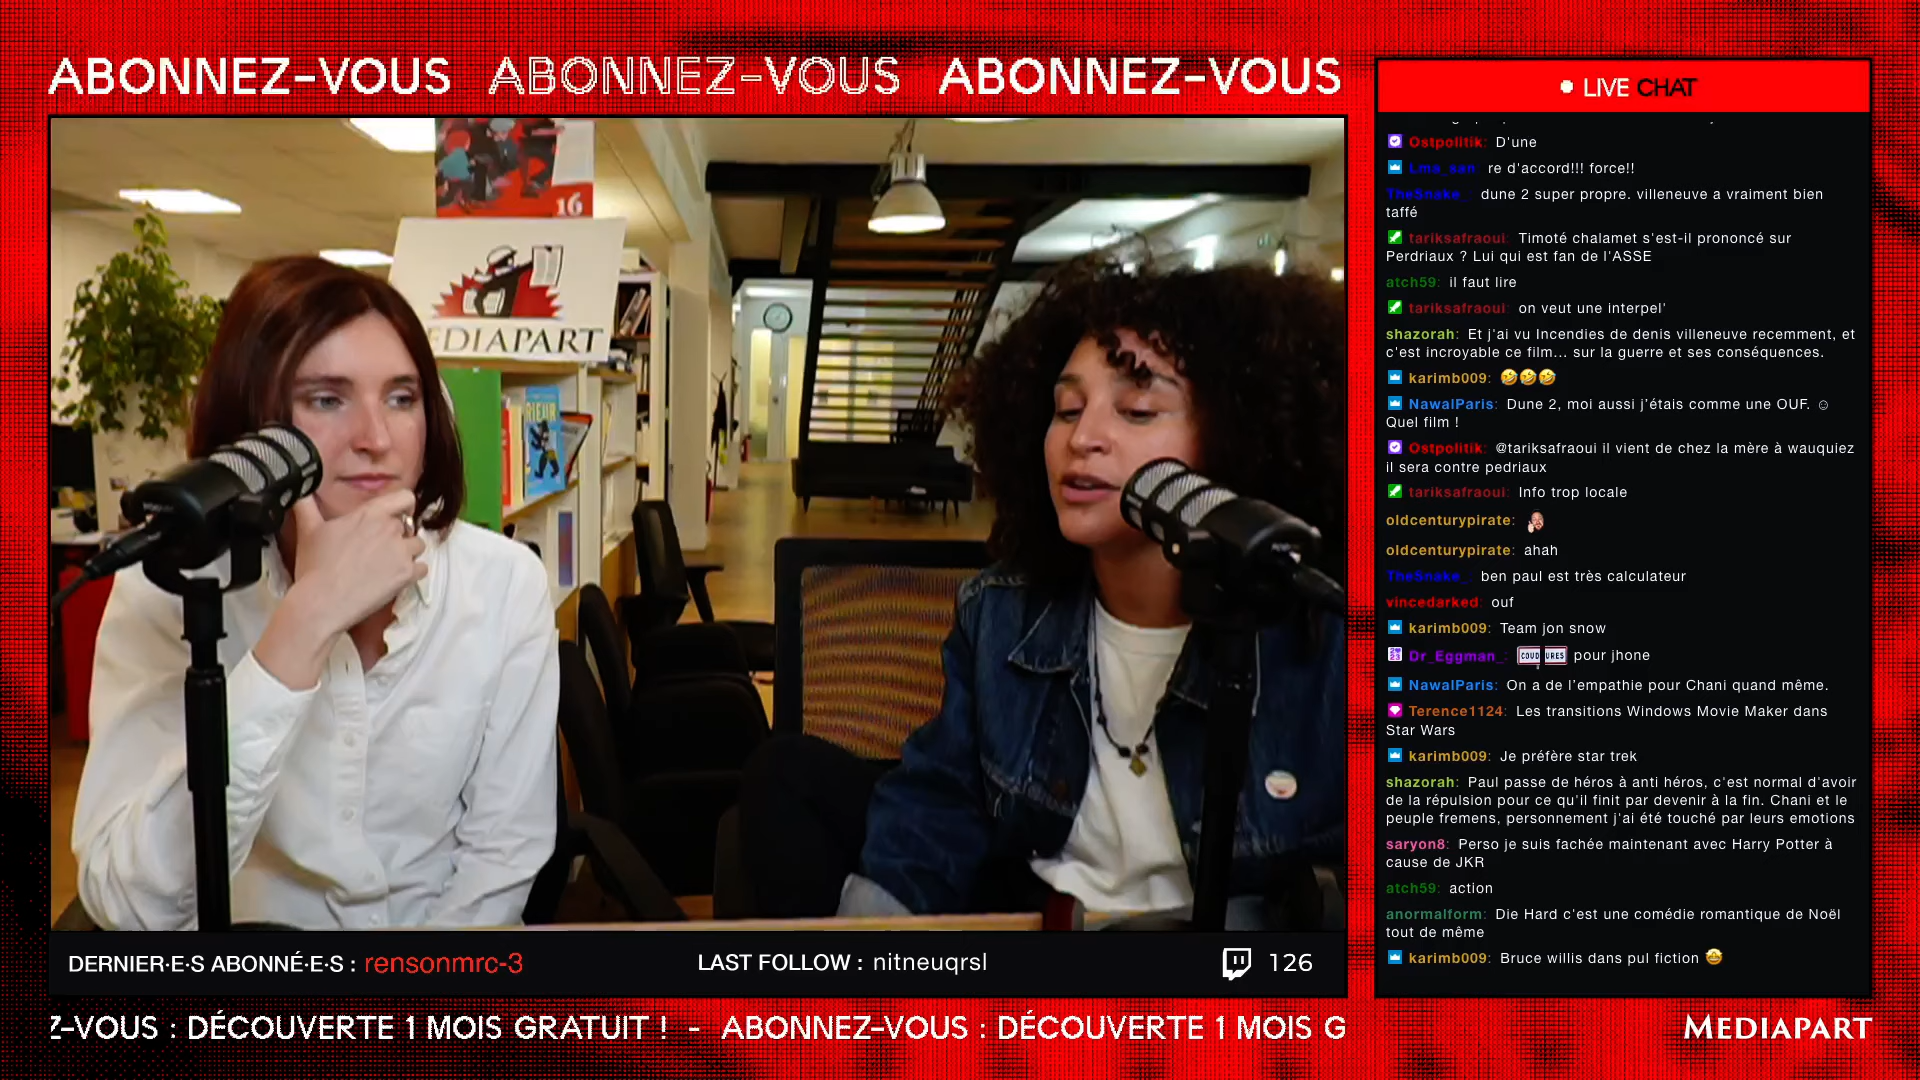 ABONNEZ-VOUS ABONNEZ-VOUS ABONNEZ-VOUS
16
MEDIAPART
RIEUR
DERNIER·E·S ABONNÉ·E·S : rensonmrc-3
LAST FOLLOW : nitneuqrsl
126
Z-VOUS : DÉCOUVERTE 1 MOIS GRATUIT ! - ABONNEZ-VOUS : DÉCOUVERTE 1 MOIS G
LIVE CHAT
Ostpolitik: D'une
Lma_san: re d'accord!!! force!!
TheSnake_: dune 2 super propre. villeneuve a vraiment bien
taffé
tariksafraoui: Timoté chalamet s'est-il prononcé sur
Perdriaux ? Lui qui est fan de l'ASSE
atch59: il faut lire
tariksafraoui: on veut une interpel'
shazorah: Et j'ai vu Incendies de denis villeneuve recemment, et
c'est incroyable ce film... sur la guerre et ses conséquences.
karimb009: 🤣🤣🤣
NawalParis: Dune 2, moi aussi j'étais comme une OUF. ☺
Quel film !
Ostpolitik: @tariksafraoui il vient de chez la mère à wauquiez
il sera contre pedriaux
tariksafraoui: Info trop locale
oldcenturypirate:
oldcenturypirate: ahah
TheSnake_: ben paul est très calculateur
vincedarked: ouf
karimb009: Team jon snow
Dr_Eggman_: COUDURES pour jhone
NawalParis: On a de l'empathie pour Chani quand même.
Terence1124: Les transitions Windows Movie Maker dans
Star Wars
karimb009: Je préfère star trek
shazorah: Paul passe de héros à anti héros, c'est normal d'avoir
de la répulsion pour ce qu'il finit par devenir à la fin. Chani et le
peuple fremens, personnement j'ai été touché par leurs emotions
saryon8: Perso je suis fachée maintenant avec Harry Potter à
cause de JKR
atch59: action
anormalform: Die Hard c'est une comédie romantique de Noël
tout de même
karimb009: Bruce willis dans pul fiction 🤩
MEDIAPART